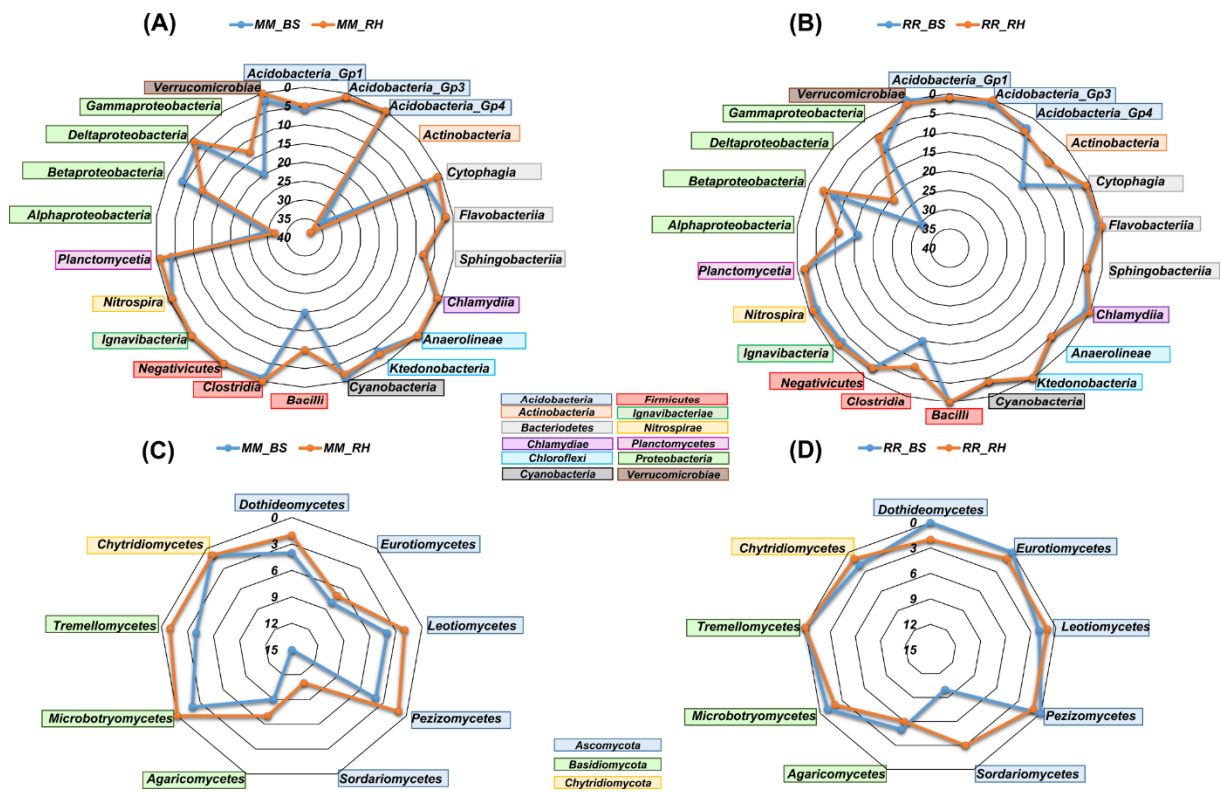 (A)
MM_BS MM_RH
Acidobacteria_Gp1
Verrucomicrobiae
Acidobacteria_Gp3
Gammaproteobacteria
Acidobacteria_Gp4
Deltaproteobacteria
Actinobacteria
Betaproteobacteria
Cytophagia
Alphaproteobacteria
Flavobacteriia
Planctomycetia
Sphingobacteriia
Nitrospira
Chlamydiia
Ignavibacteria
Anaerolineae
Negativicutes
Ktedonobacteria
Clostridia
Cyanobacteria
Bacilli
0
5
10
15
20
25
30
35
40
(B)
RR_BS RR_RH
Acidobacteria_Gp1
Verrucomicrobiae
Acidobacteria_Gp3
Gammaproteobacteria
Acidobacteria_Gp4
Deltaproteobacteria
Actinobacteria
Betaproteobacteria
Cytophagia
Alphaproteobacteria
Flavobacteriia
Planctomycetia
Sphingobacteriia
Nitrospira
Chlamydiia
Ignavibacteria
Anaerolineae
Negativicutes
Ktedonobacteria
Clostridia
Cyanobacteria
Bacilli
0
5
10
15
20
25
30
35
40
Acidobacteria Firmicutes
Actinobacteria Ignavibacteriae
Bacteriodetes Nitrospirae
Chlamydiae Planctomycetes
Chloroflexi Proteobacteria
Cyanobacteria Verrucomicrobiae
(C)
MM_BS MM_RH
Dothideomycetes
Chytridiomycetes
Eurotiomycetes
Tremellomycetes
Leotiomycetes
Microbotryomycetes
Pezizomycetes
Agaricomycetes
Sordariomycetes
0
3
6
9
12
15
(D)
RR_BS RR_RH
Dothideomycetes
Chytridiomycetes
Eurotiomycetes
Tremellomycetes
Leotiomycetes
Microbotryomycetes
Pezizomycetes
Agaricomycetes
Sordariomycetes
0
3
6
9
12
15
Ascomycota
Basidiomycota
Chytridiomycota